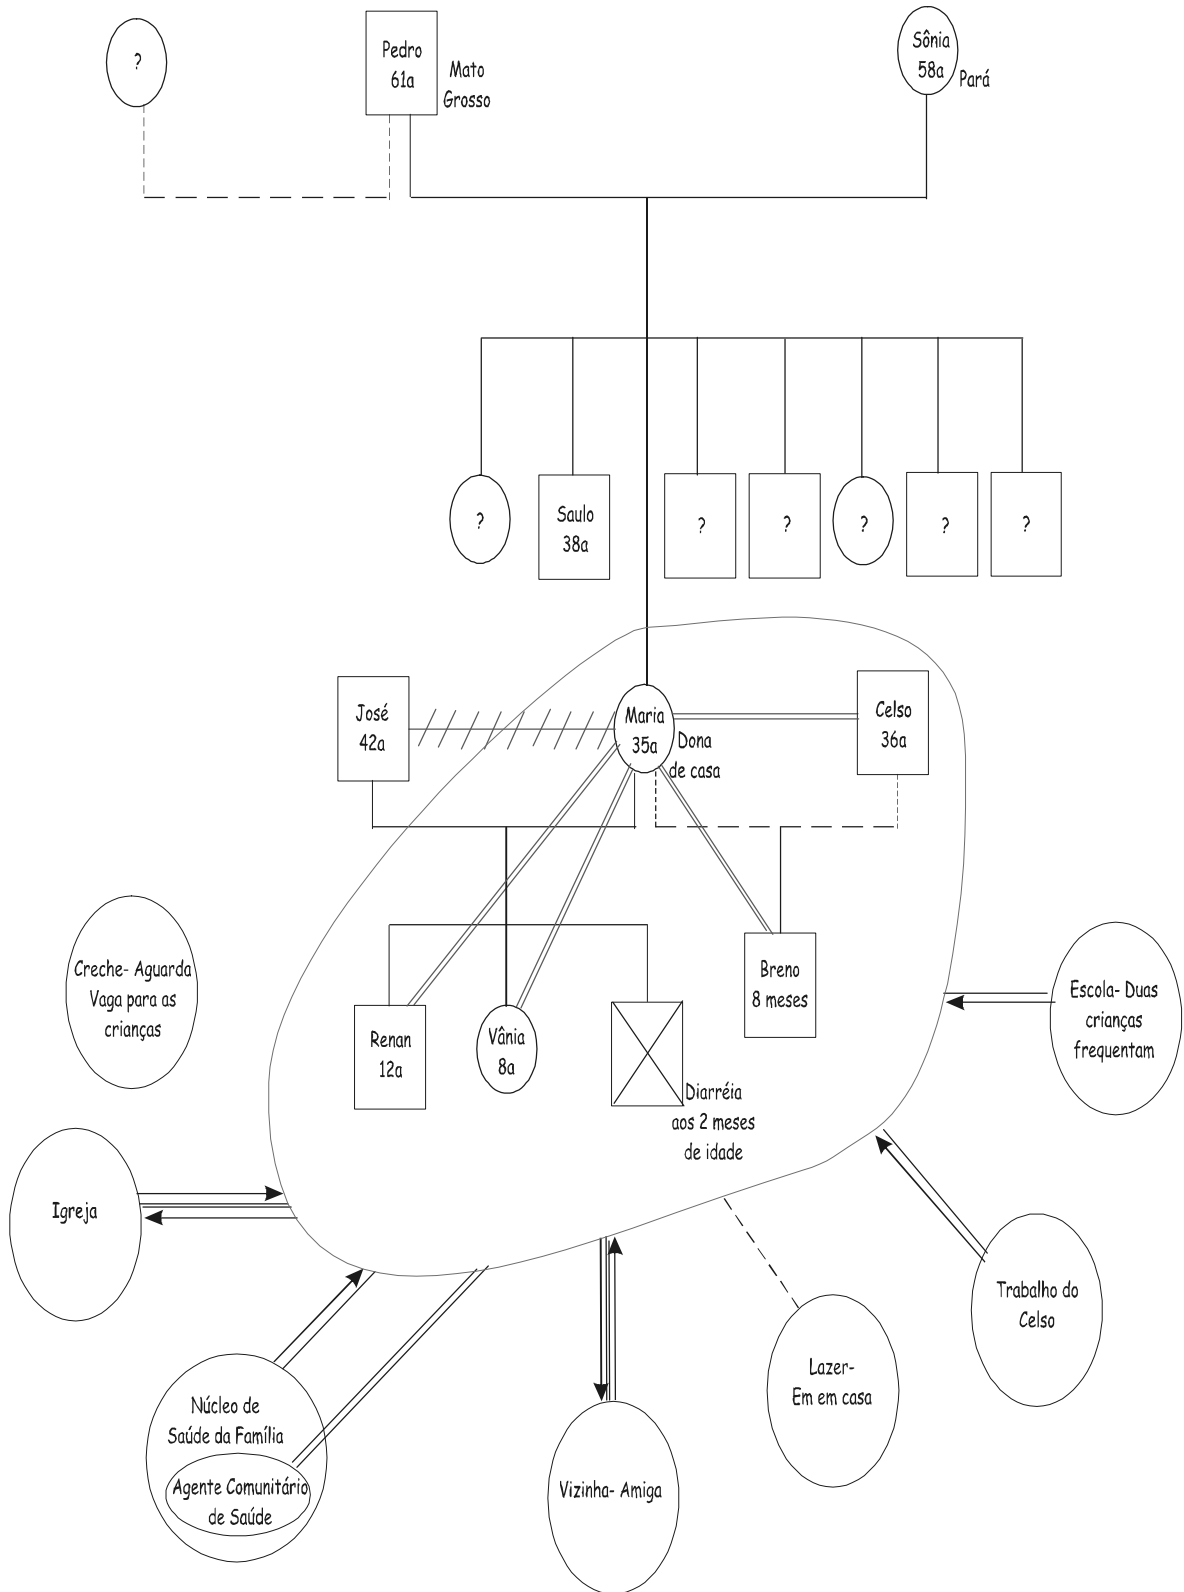 ?
Pedro
61a
Mato
Grosso
Sônia
58a
Pará
?
Saulo
38a
?
?
?
?
?
José
42a
Maria
35a
Dona
de casa
Celso
36a
Creche- Aguarda
Vaga para as
crianças
Renan
12a
Vânia
8a
Diarréia
aos 2 meses
de idade
Breno
8 meses
Escola- Duas
crianças
frequentam
Igreja
Trabalho do
Celso
Núcleo de
Saúde da Família
Agente Comunitário
de Saúde
Vizinha- Amiga
Lazer-
Em em casa